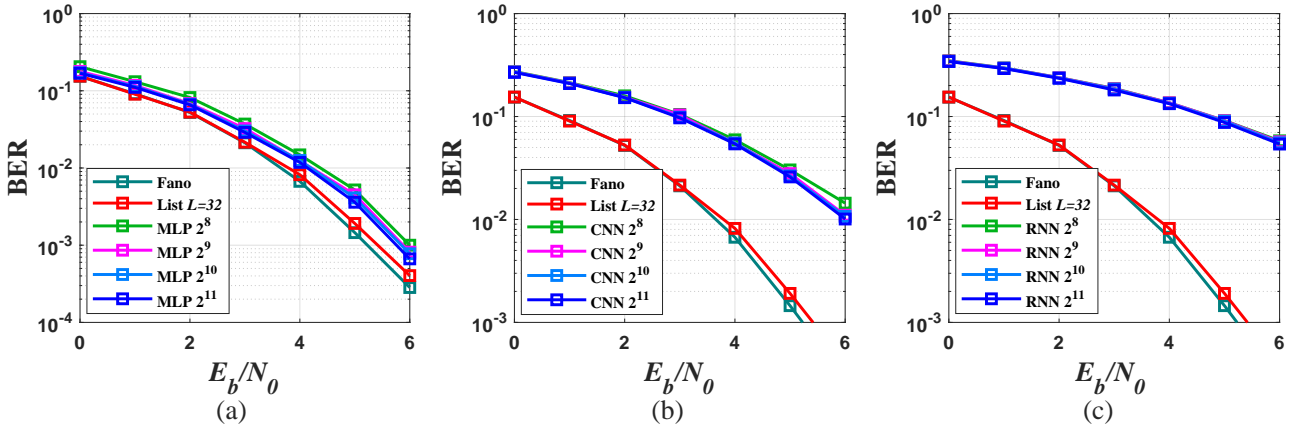 BER
10^0
10^-1
10^-2
10^-3
10^-4
Fano
List L=32
MLP 2^8
MLP 2^9
MLP 2^10
MLP 2^11
0 2 4 6
E_b/N_0
(a)
BER
10^0
10^-1
10^-2
10^-3
Fano
List L=32
CNN 2^8
CNN 2^9
CNN 2^10
CNN 2^11
0 2 4 6
E_b/N_0
(b)
BER
10^0
10^-1
10^-2
10^-3
Fano
List L=32
RNN 2^8
RNN 2^9
RNN 2^10
RNN 2^11
0 2 4 6
E_b/N_0
(c)